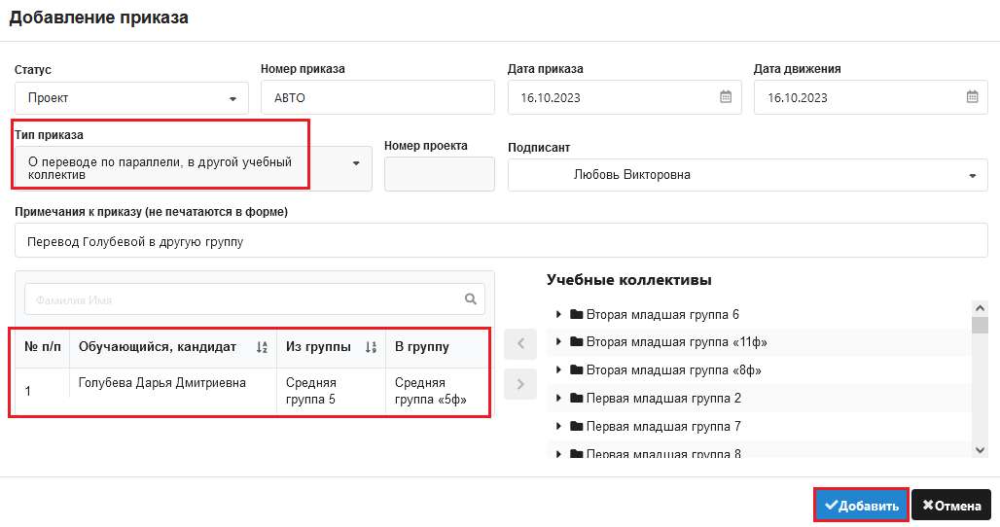 Добавление приказа
Статус
Номер приказа
Дата приказа
Дата движения
Проект
АВТО
16.10.2023
16.10.2023
Тип приказа
Номер проекта
Подписант
О переводе по параллели, в другой учебный
коллектив
Любовь Викторовна
Примечания к приказу (не печатаются в форме)
Перевод Голубевой в другую группу
Фамилия Имя
№ п/п
Обучающийся, кандидат
Из группы
В группу
1
Голубева Дарья Дмитриевна
Средняя
группа 5
Средняя
группа «5ф»
Учебные коллективы
Вторая младшая группа 6
Вторая младшая группа «11ф»
Вторая младшая группа «8ф»
Первая младшая группа 2
Первая младшая группа 7
Первая младшая группа 8
Добавить
Отмена